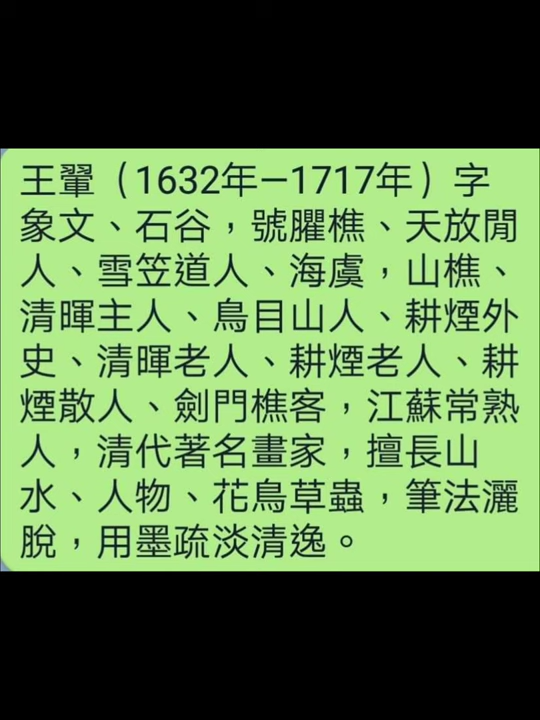 王翬（1632年—1717年）字
象文、石谷，號臞樵、天放閒
人、雪笠道人、海虞，山樵、
清暉主人、鳥目山人、耕煙外
史、清暉老人、耕煙老人、耕
煙散人、劍門樵客，江蘇常熟
人，清代著名畫家，擅長山
水、人物、花鳥草蟲，筆法灑
脫，用墨疏淡清逸。